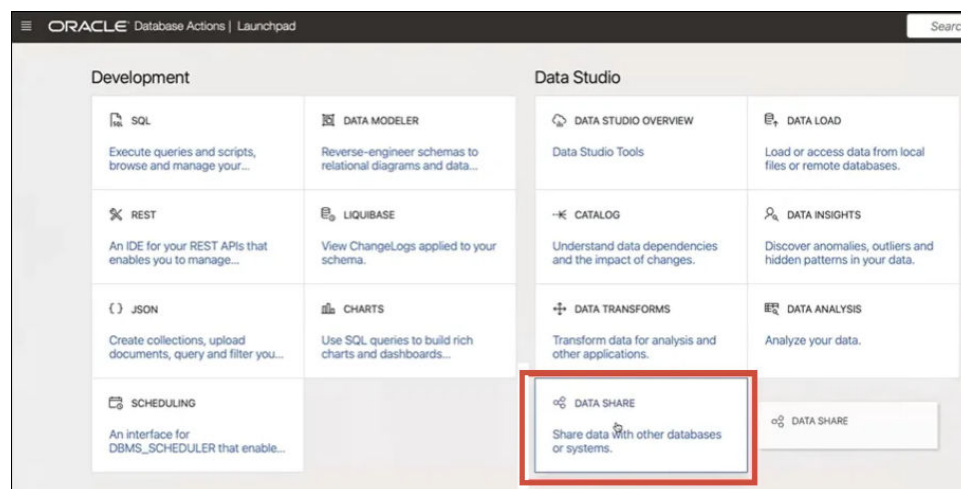 ORACLE Database Actions | Launchpad
Searc
Development
SQL
Execute queries and scripts,
browse and manage your...
DATA MODELER
Reverse-engineer schemas to
relational diagrams and data...
REST
An IDE for your REST APIs that
enables you to manage...
LIQUIBASE
View ChangeLogs applied to your
schema.
{} JSON
Create collections, upload
documents, query and filter you...
CHARTS
Use SQL queries to build rich
charts and dashboards...
SCHEDULING
An interface for
DBMS_SCHEDULER that enable...
Data Studio
DATA STUDIO OVERVIEW
Data Studio Tools
DATA LOAD
Load or access data from local
files or remote databases.
CATALOG
Understand data dependencies
and the impact of changes.
DATA INSIGHTS
Discover anomalies, outliers and
hidden patterns in your data.
DATA TRANSFORMS
Transform data for analysis and
other applications.
DATA ANALYSIS
Analyze your data.
DATA SHARE
Share data with other databases
or systems.
DATA SHARE